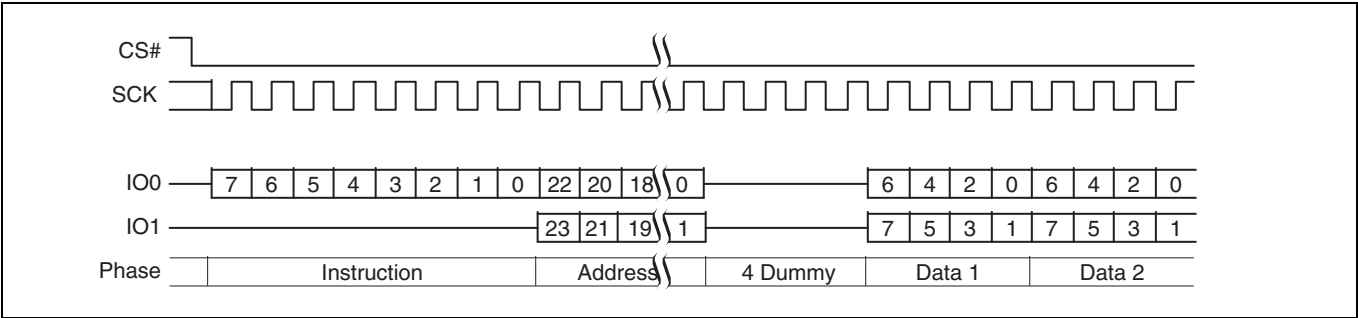 CS#
SCK
IO0 7 6 5 4 3 2 1 0 22 20 18 0 6 4 2 0 6 4 2 0
IO1 23 21 19 1 7 5 3 1 7 5 3 1
Phase Instruction Address 4 Dummy Data 1 Data 2